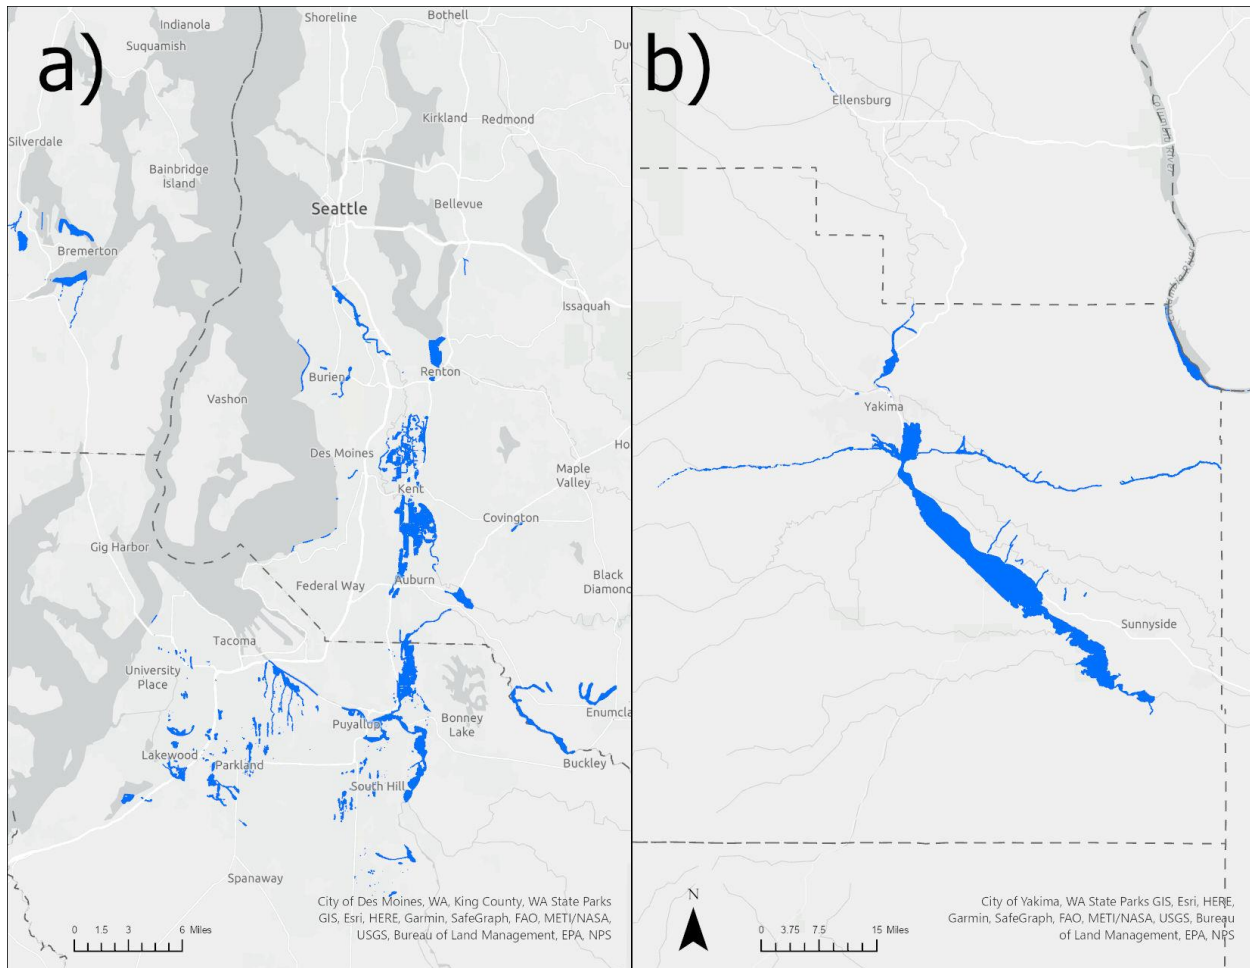 a)
Indianola
Shoreline
Bothell
Suquamish
Kirkland
Redmond
Silverdale
Bainbridge
Island
Seattle
Bellevue
Bremerton
Issaquah
Burien
Renton
Vashon
Des Moines
Maple
Valley
Kent
Covington
Gig Harbor
Federal Way
Auburn
Black
Diamond
Tacoma
University
Place
Puyallup
Bonney
Lake
Enumcla
Lakewood
Parkland
Buckley
South Hill
Spanaway
City of Des Moines, WA, King County, WA State Parks
GIS, Esri, HERE, Garmin, SafeGraph, FAO, METI/NASA,
USGS, Bureau of Land Management, EPA, NPS
0 1.5 3 6 Miles
b)
Ellensburg
Columbia River
Columbia River
Yakima
Sunnyside
N
City of Yakima, WA State Parks GIS, Esri, HERE,
Garmin, SafeGraph, FAO, METI/NASA, USGS, Bureau
of Land Management, EPA, NPS
0 3.75 7.5 15 Miles